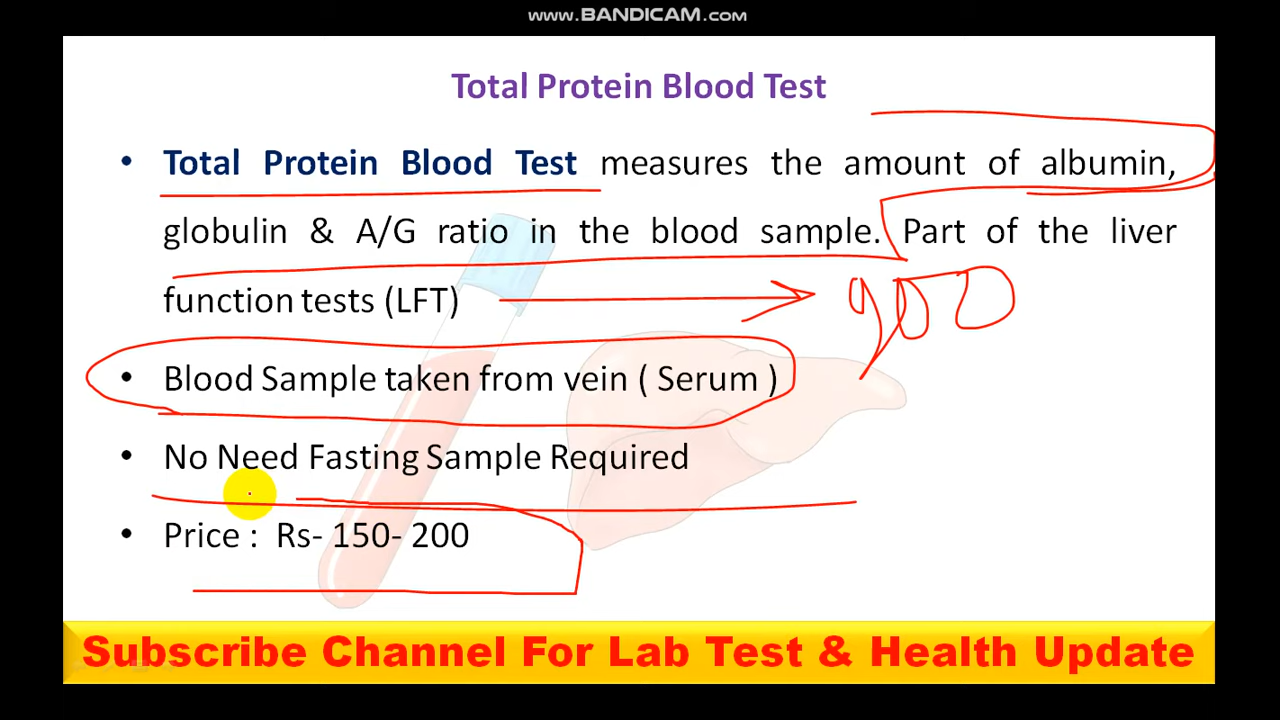 www.BANDICAM.com
Total Protein Blood Test
• Total Protein Blood Test measures the amount of albumin,
globulin & A/G ratio in the blood sample. Part of the liver
function tests (LFT)
• Blood Sample taken from vein ( Serum )
• No Need Fasting Sample Required
• Price : Rs- 150- 200
Subscribe Channel For Lab Test & Health Update